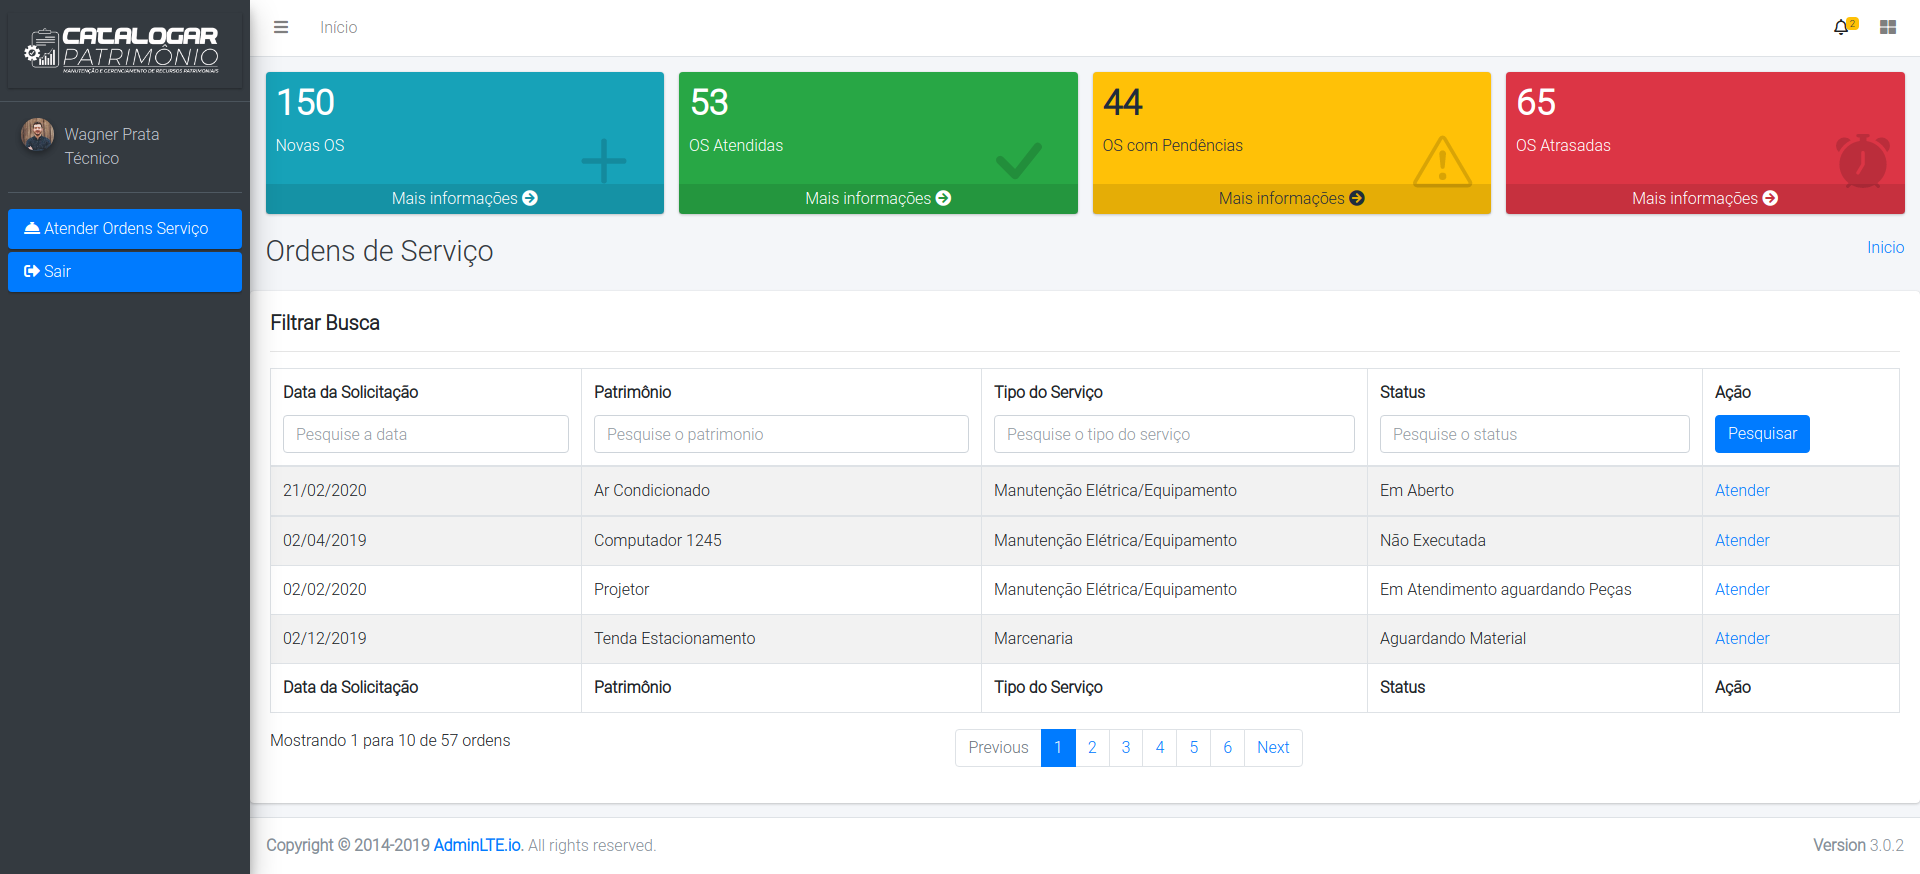 CATALOGAR
PATRIMÔNIO
MANUTENÇÃO E GERENCIAMENTO DE RECURSOS PATRIMONIAIS
Wagner Prata
Técnico
Atender Ordens Serviço
Sair
Início
2
150
Novas OS
Mais informações
53
OS Atendidas
Mais informações
44
OS com Pendências
Mais informações
65
OS Atrasadas
Mais informações
Ordens de Serviço
Inicio
Filtrar Busca
Data da Solicitação Patrimônio Tipo do Serviço Status Ação
Pesquise a data Pesquise o patrimonio Pesquise o tipo do serviço Pesquise o status Pesquisar
21/02/2020 Ar Condicionado Manutenção Elétrica/Equipamento Em Aberto Atender
02/04/2019 Computador 1245 Manutenção Elétrica/Equipamento Não Executada Atender
02/02/2020 Projetor Manutenção Elétrica/Equipamento Em Atendimento aguardando Peças Atender
02/12/2019 Tenda Estacionamento Marcenaria Aguardando Material Atender
Data da Solicitação Patrimônio Tipo do Serviço Status Ação
Mostrando 1 para 10 de 57 ordens
Previous 1 2 3 4 5 6 Next
Copyright © 2014-2019 AdminLTE.io. All rights reserved.
Version 3.0.2